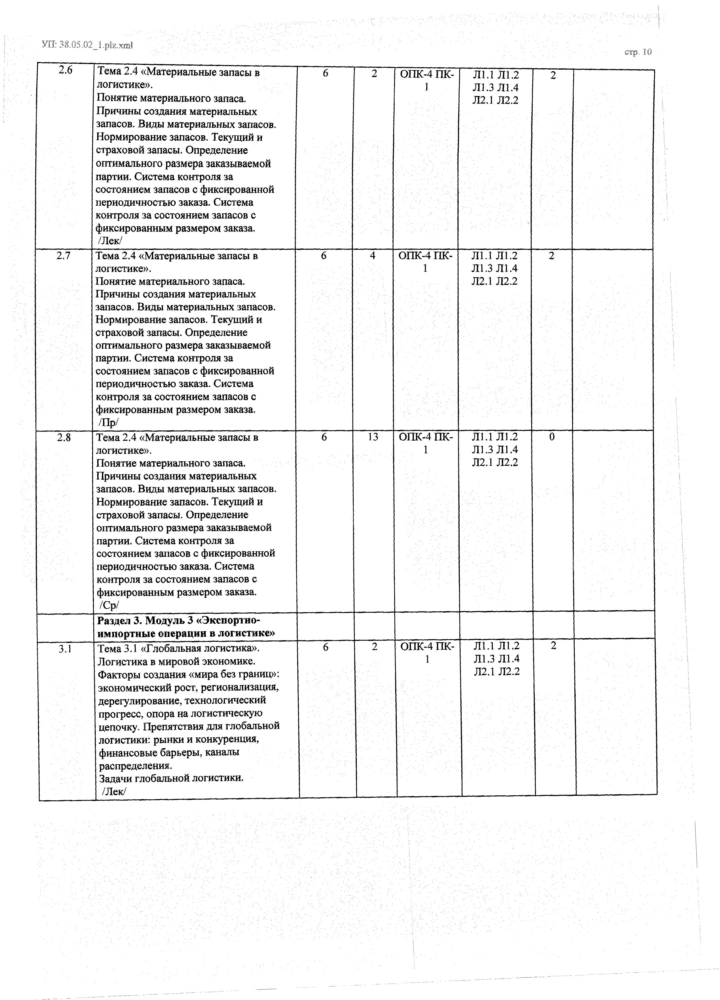 УП: 38.05.02_1.plz.xml
стр. 10
2.6
Тема 2.4 «Материальные запасы в
логистике».
Понятие материального запаса.
Причины создания материальных
запасов. Виды материальных запасов.
Нормирование запасов. Текущий и
страховой запасы. Определение
оптимального размера заказываемой
партии. Система контроля за
состоянием запасов с фиксированной
периодичностью заказа. Система
контроля за состоянием запасов с
фиксированным размером заказа.
/Лек/
6
2
ОПК-4 ПК-
1
Л1.1 Л1.2
Л1.3 Л1.4
Л2.1 Л2.2
2
2.7
Тема 2.4 «Материальные запасы в
логистике».
Понятие материального запаса.
Причины создания материальных
запасов. Виды материальных запасов.
Нормирование запасов. Текущий и
страховой запасы. Определение
оптимального размера заказываемой
партии. Система контроля за
состоянием запасов с фиксированной
периодичностью заказа. Система
контроля за состоянием запасов с
фиксированным размером заказа.
/Пр/
6
4
ОПК-4 ПК-
1
Л1.1 Л1.2
Л1.3 Л1.4
Л2.1 Л2.2
2
2.8
Тема 2.4 «Материальные запасы в
логистике».
Понятие материального запаса.
Причины создания материальных
запасов. Виды материальных запасов.
Нормирование запасов. Текущий и
страховой запасы. Определение
оптимального размера заказываемой
партии. Система контроля за
состоянием запасов с фиксированной
периодичностью заказа. Система
контроля за состоянием запасов с
фиксированным размером заказа.
/Ср/
6
13
ОПК-4 ПК-
1
Л1.1 Л1.2
Л1.3 Л1.4
Л2.1 Л2.2
0
Раздел 3. Модуль 3 «Экспортно-
импортные операции в логистике»
3.1
Тема 3.1 «Глобальная логистика».
Логистика в мировой экономике.
Факторы создания «мира без границ»:
экономический рост, регионализация,
дерегулирование, технологический
прогресс, опора на логистическую
цепочку. Препятствия для глобальной
логистики: рынки и конкуренция,
финансовые барьеры, каналы
распределения.
Задачи глобальной логистики.
/Лек/
6
2
ОПК-4 ПК-
1
Л1.1 Л1.2
Л1.3 Л1.4
Л2.1 Л2.2
2